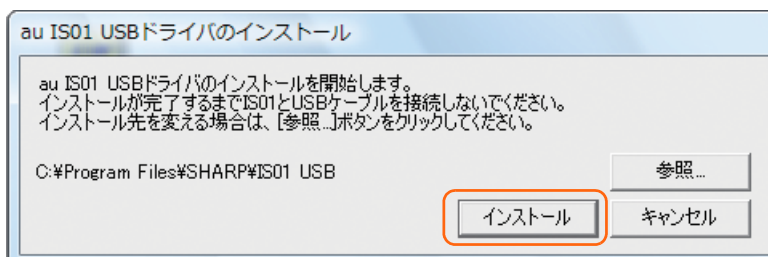 au IS01 USBドライバのインストール
au IS01 USBドライバのインストールを開始します。
インストールが完了するまでIS01とUSBケーブルを接続しないでください。
インストール先を変える場合は、[参照...]ボタンをクリックしてください。
C:¥Program Files¥SHARP¥IS01 USB
参照...
インストール
キャンセル